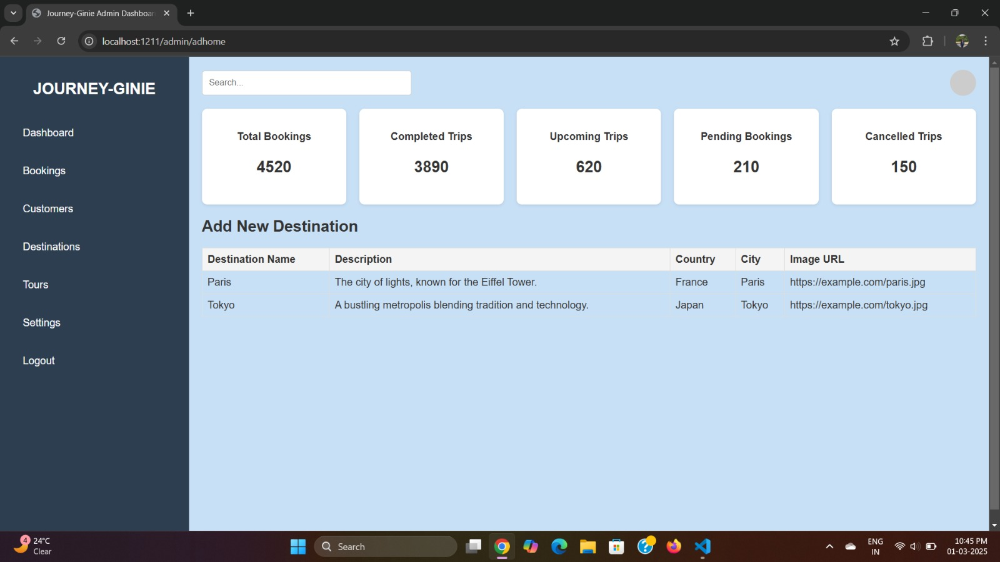 Journey-Ginie Admin Dashboar
localhost:1211/admin/adhome
JOURNEY-GINIE
Dashboard
Bookings
Customers
Destinations
Tours
Settings
Logout
Search...
Total Bookings
4520
Completed Trips
3890
Upcoming Trips
620
Pending Bookings
210
Cancelled Trips
150
Add New Destination
Destination Name Description Country City Image URL
Paris The city of lights, known for the Eiffel Tower. France Paris https://example.com/paris.jpg
Tokyo A bustling metropolis blending tradition and technology. Japan Tokyo https://example.com/tokyo.jpg
4
24°C
Clear
Search
ENG
IN
10:45 PM
01-03-2025